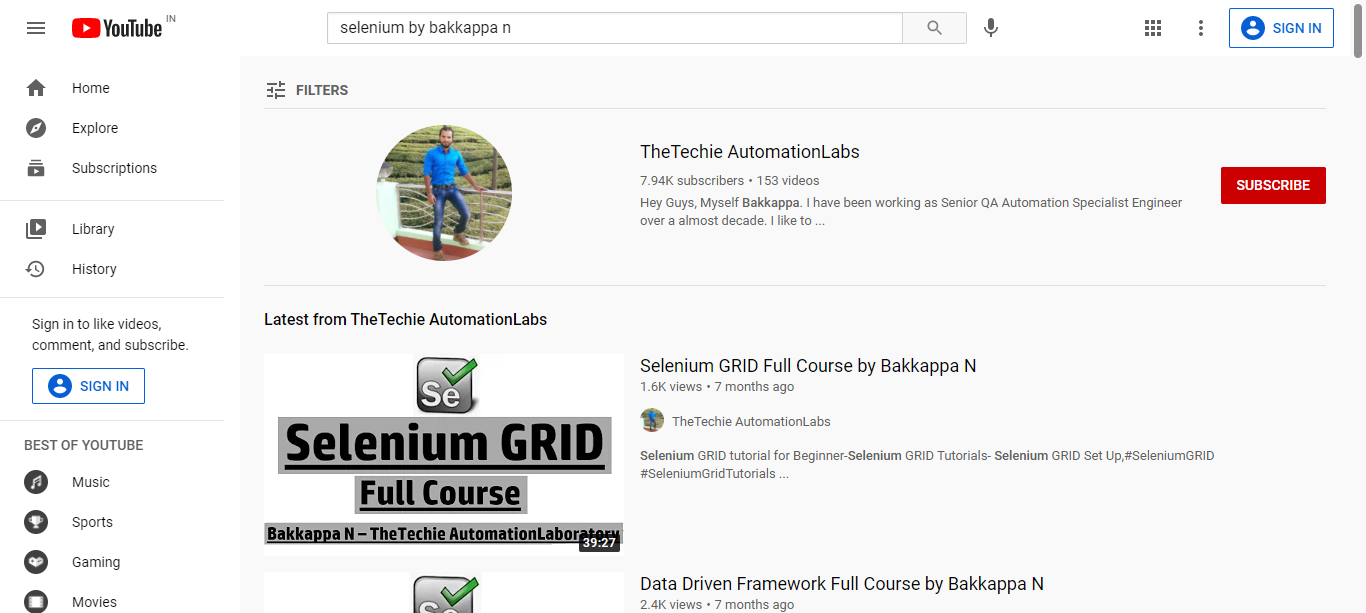 YouTube IN
selenium by bakkappa n
SIGN IN
Home
Explore
Subscriptions
Library
History
Sign in to like videos,
comment, and subscribe.
SIGN IN
BEST OF YOUTUBE
Music
Sports
Gaming
Movies
FILTERS
TheTechie AutomationLabs
7.94K subscribers • 153 videos
Hey Guys, Myself Bakkappa. I have been working as Senior QA Automation Specialist Engineer
over a almost decade. I like to ...
SUBSCRIBE
Latest from TheTechie AutomationLabs
Se
Selenium GRID
Full Course
Bakkappa N – TheTechie AutomationLaboratory
39:27
Selenium GRID Full Course by Bakkappa N
1.6K views • 7 months ago
TheTechie AutomationLabs
Selenium GRID tutorial for Beginner-Selenium GRID Tutorials- Selenium GRID Set Up,#SeleniumGRID
#SeleniumGridTutorials ...
Data Driven Framework Full Course by Bakkappa N
2.4K views • 7 months ago